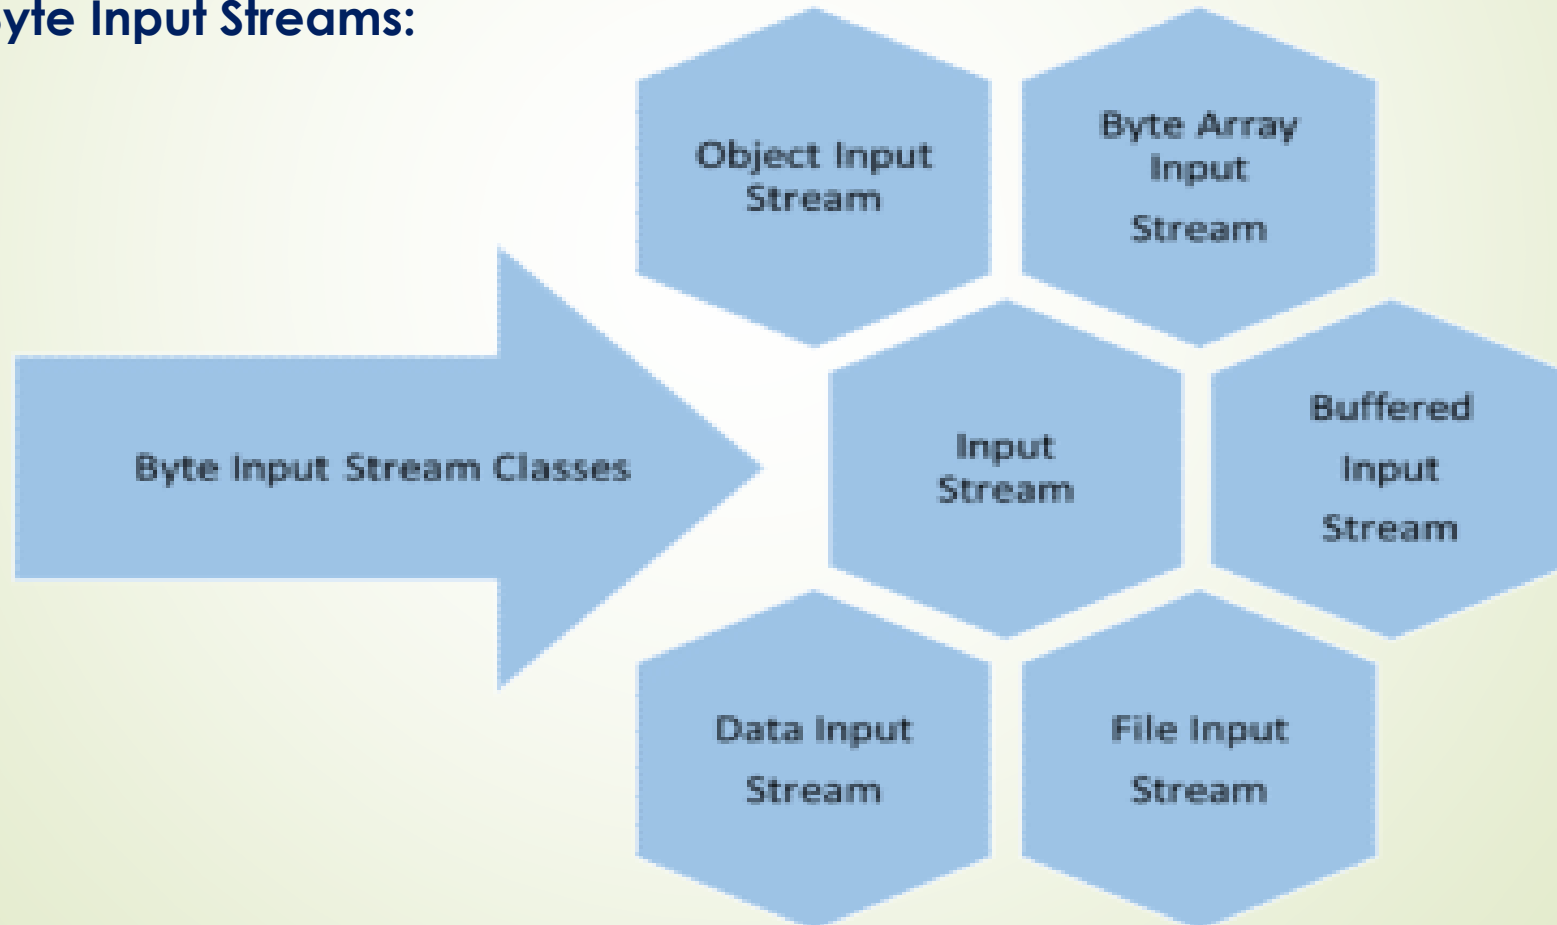 yte Input Streams:
Object Input
Stream
Byte Array
Input
Stream
Byte Input Stream Classes
Input
Stream
Buffered
Input
Stream
Data Input
Stream
File Input
Stream